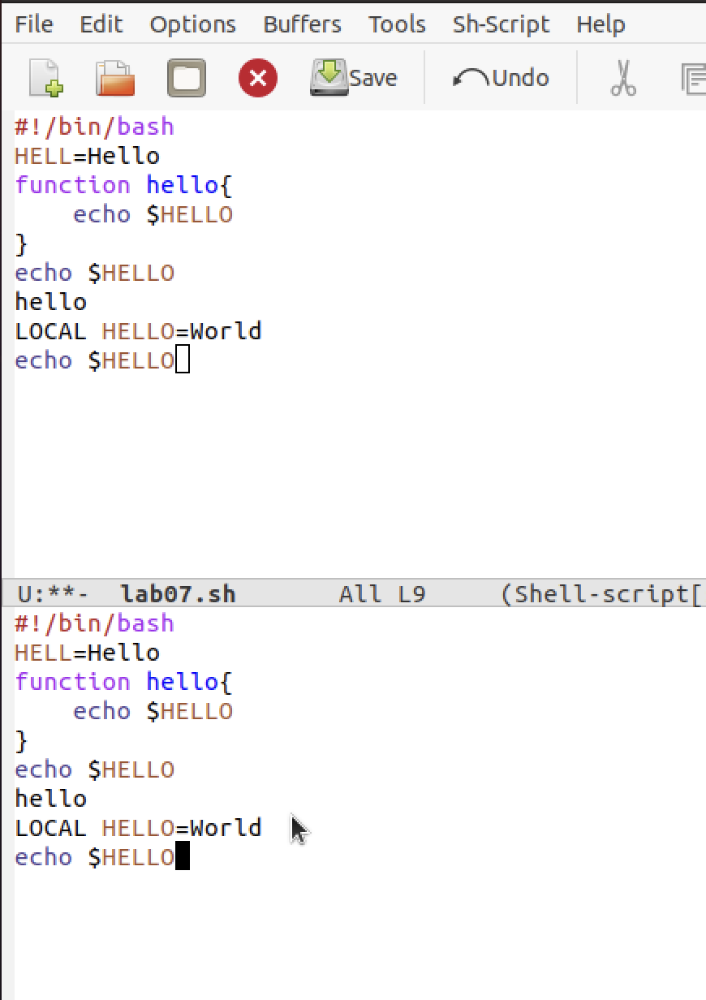 File Edit Options Buffers Tools Sh-Script Help
Save Undo
#!/bin/bash
HELL=Hello
function hello{
    echo $HELLO
}
echo $HELLO
hello
LOCAL HELLO=World
echo $HELLO
U:**-  lab07.sh       All L9     (Shell-script[
#!/bin/bash
HELL=Hello
function hello{
    echo $HELLO
}
echo $HELLO
hello
LOCAL HELLO=World
echo $HELLO